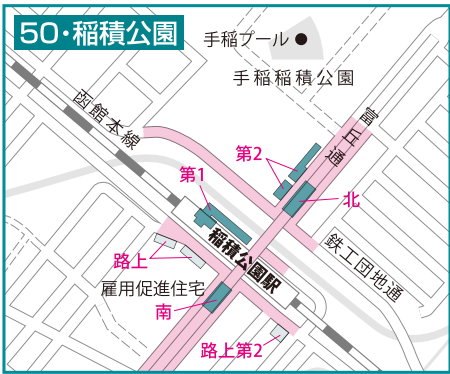 50・稲積公園
手稲プール
手稲稲積公園
函館本線
富丘通
第2
第1
北
稲積公園駅
鉄工団地通
路上
雇用促進住宅
南
路上第2